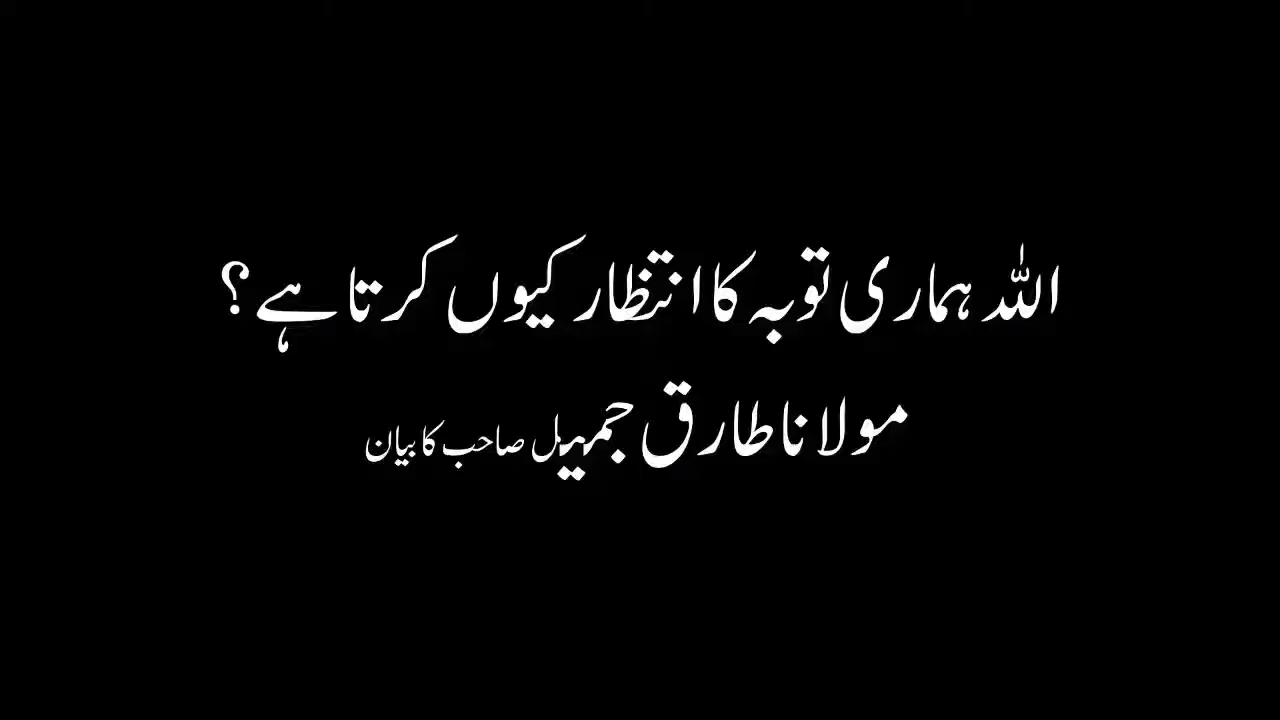 اللہ ہماری توبہ کا انتظار کیوں کرتا ہے؟
مولانا طارق جمیل صاحب کا بیان